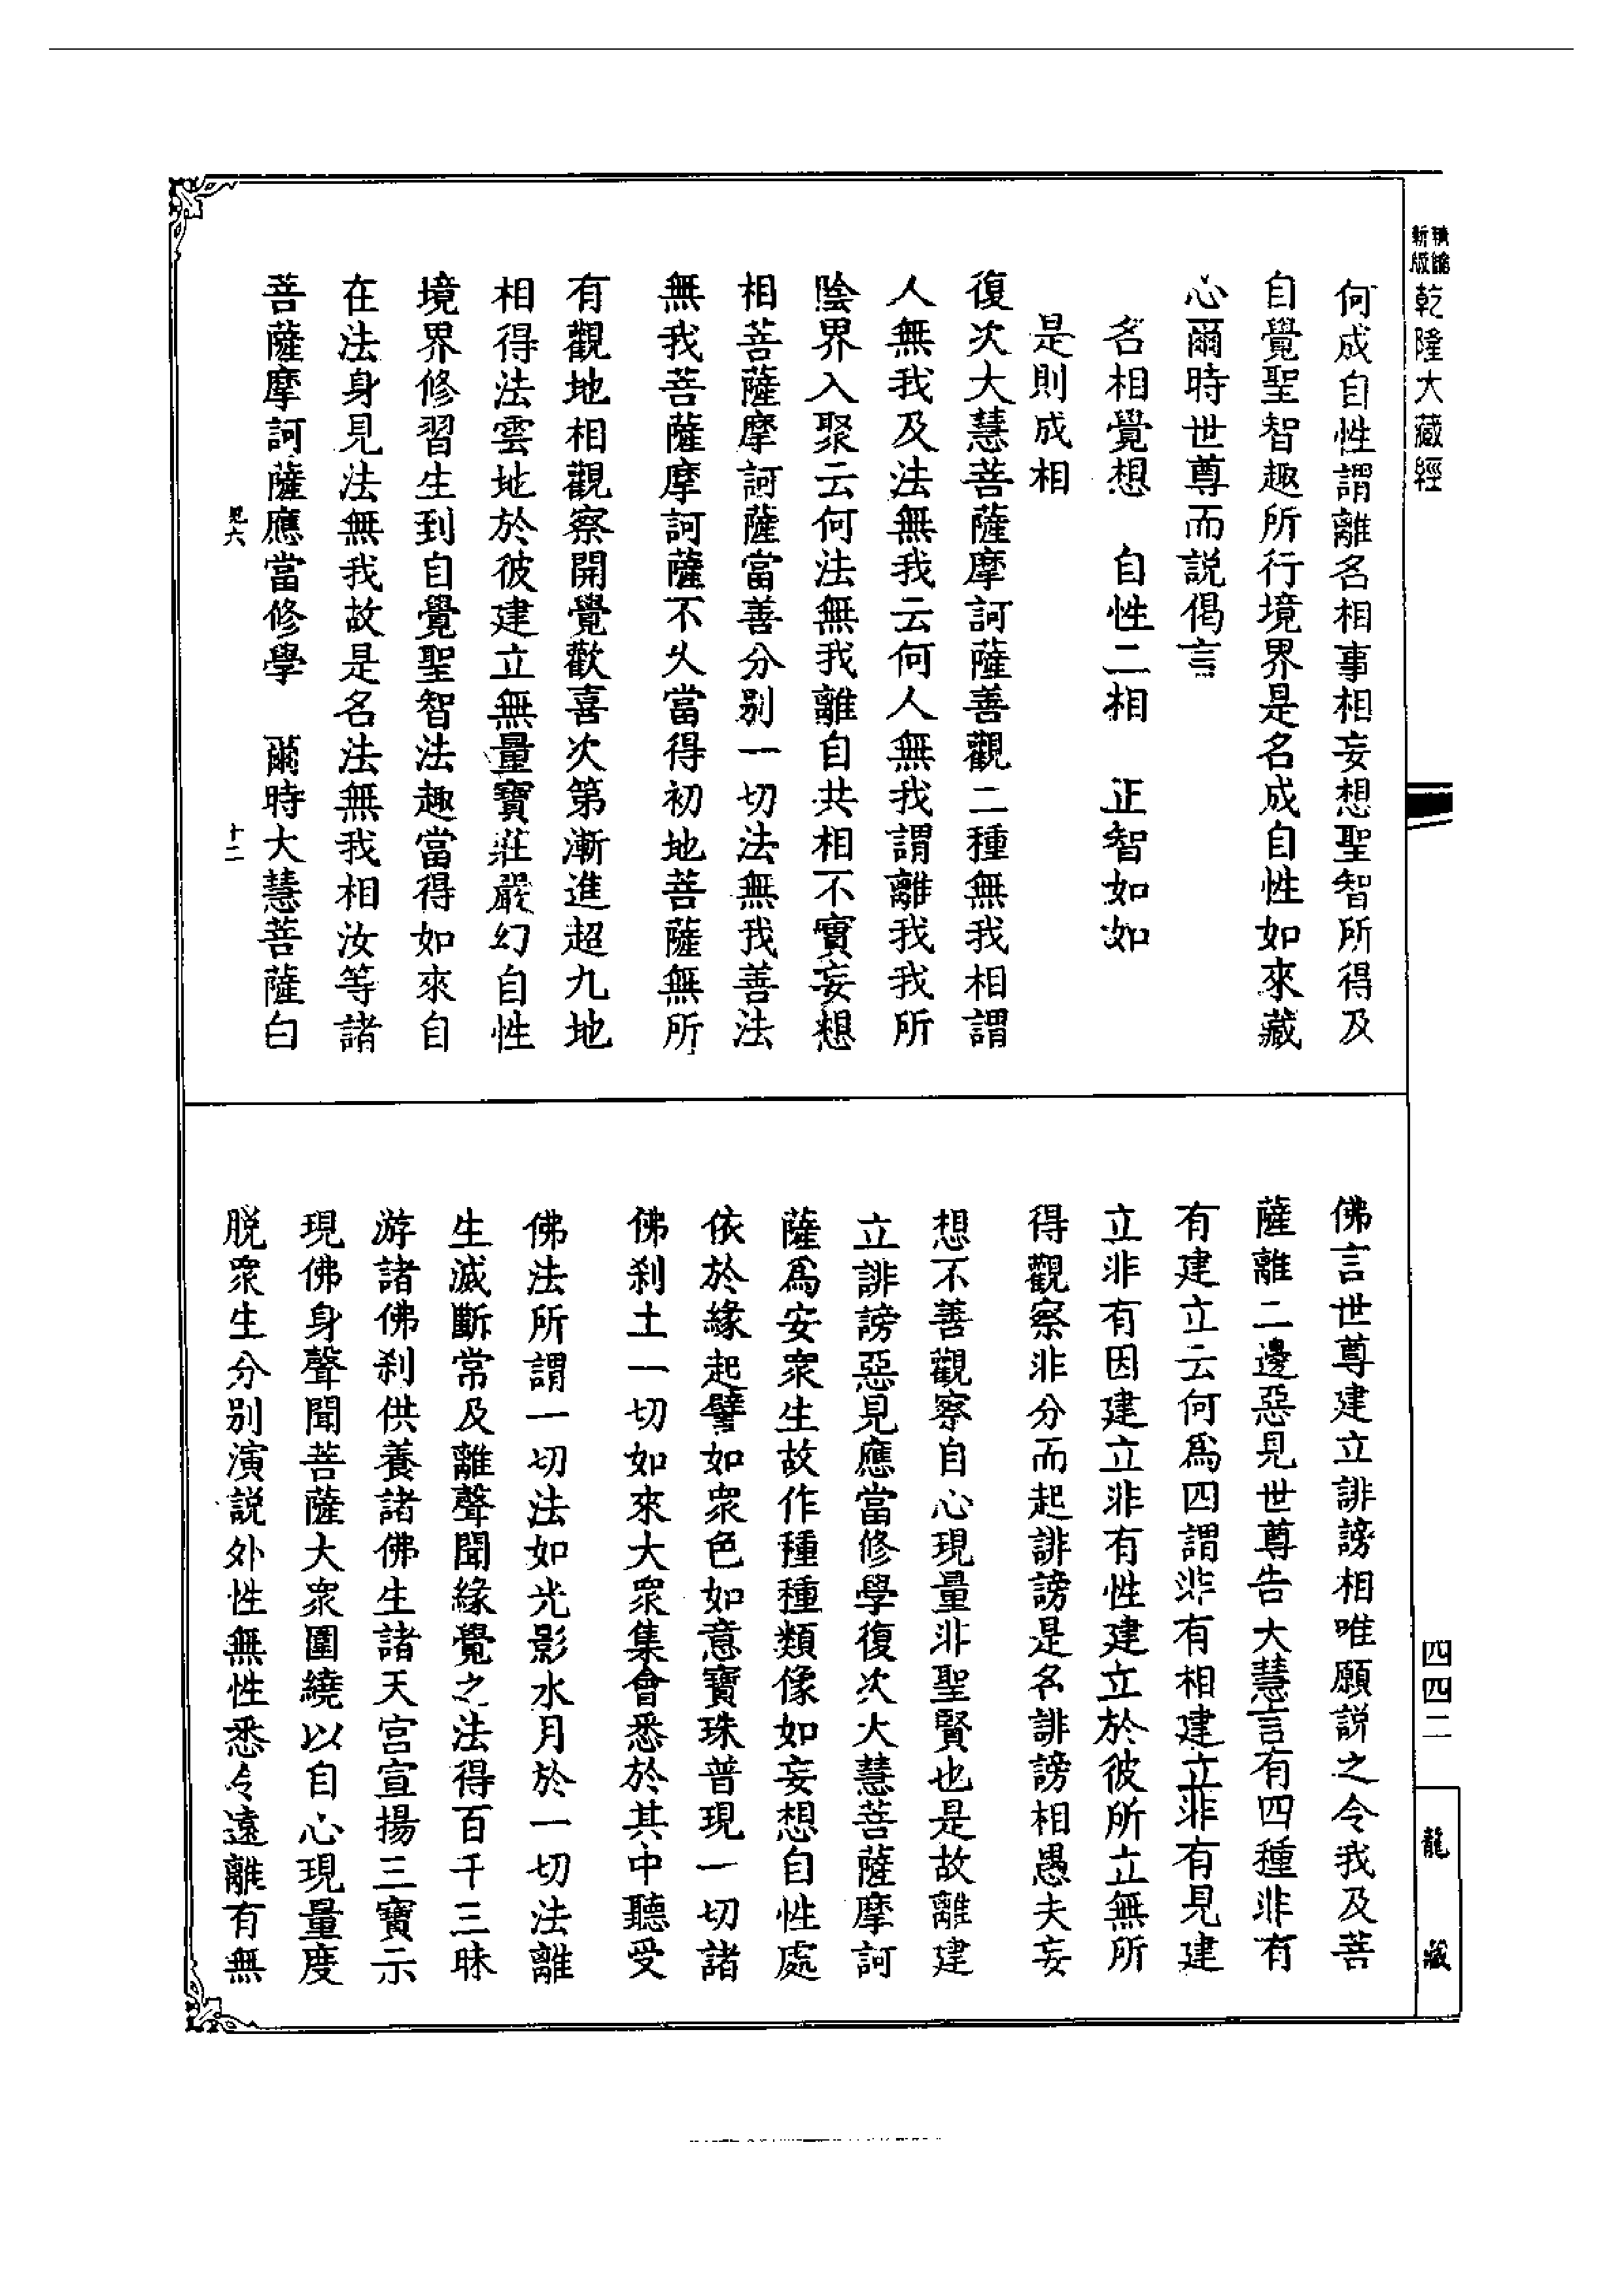 精縮新版
乾隆大藏經
何成自性謂離名相事相妄想聖智所得及
自覺聖智趣所行境界是名成自性如來藏
心爾時世尊而説偈言
名相覺想　自性二相　正智如如
是則成相
復次大慧菩薩摩訶薩善觀二種無我相謂
人無我及法無我云何人無我謂離我我所
陰界入聚云何法無我離自共相不實妄想
相菩薩摩訶薩當善分別一切法無我善法
無我菩薩摩訶薩不久當得初地菩薩無所
有觀地相觀察開覺歡喜次第漸進超九地
相得法雲地於彼建立無量寶莊嚴幻自性
境界修習生到自覺聖智法趣當得如來自
在法身見法無我故是名法無我相汝等諸
菩薩摩訶薩應當修學　爾時大慧菩薩白
見六　十二
佛言世尊建立誹謗相唯願説之令我及菩
薩離二邊惡見世尊告大慧言有四種非有
有建立云何爲四謂非有相建立非有見建
立非有因建立非有性建立於彼所立無所
得觀察非分而起誹謗是名誹謗相愚夫妄
想不善觀察自心現量非聖賢也是故離建
立誹謗惡見應當修學復次大慧菩薩摩訶
薩爲安衆生故作種種類像如妄想自性處
依於緣起譬如衆色如意寶珠普現一切諸
佛刹土一切如來大衆集會悉於其中聽受
佛法所謂一切法如光影水月於一切法離
生滅斷常及離聲聞緣覺之法得百千三昧
游諸佛刹供養諸佛生諸天宫宣揚三寶示
現佛身聲聞菩薩大衆圍繞以自心現量度
脱衆生分别演説外性無性悉令遠離有無
四四二
龍藏